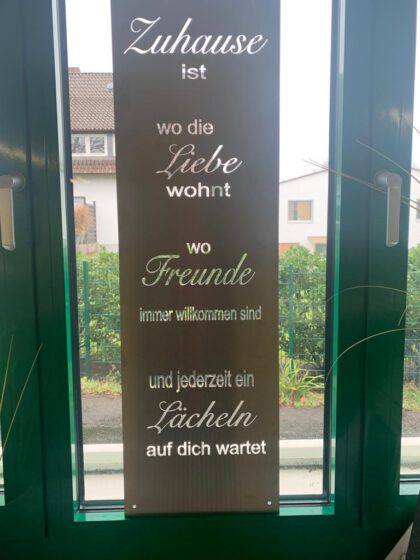 Zuhause
ist
wo die
Liebe
wohnt
wo
Freunde
immer willkommen sind
und jederzeit ein
Lächeln
auf dich wartet